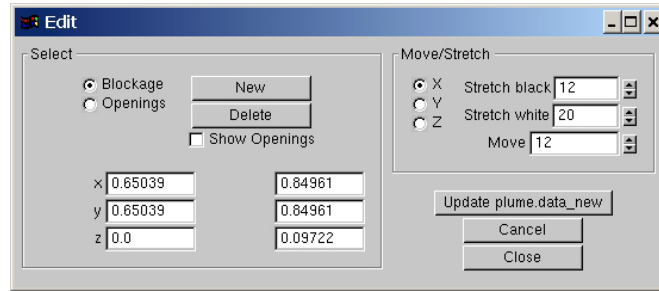 Edit
Select
Blockage
Openings
New
Delete
Show Openings
x 0.65039 0.84961
y 0.65039 0.84961
z 0.0 0.09722
Move/Stretch
X
Y
Z
Stretch black 12
Stretch white 20
Move 12
Update plume.data_new
Cancel
Close